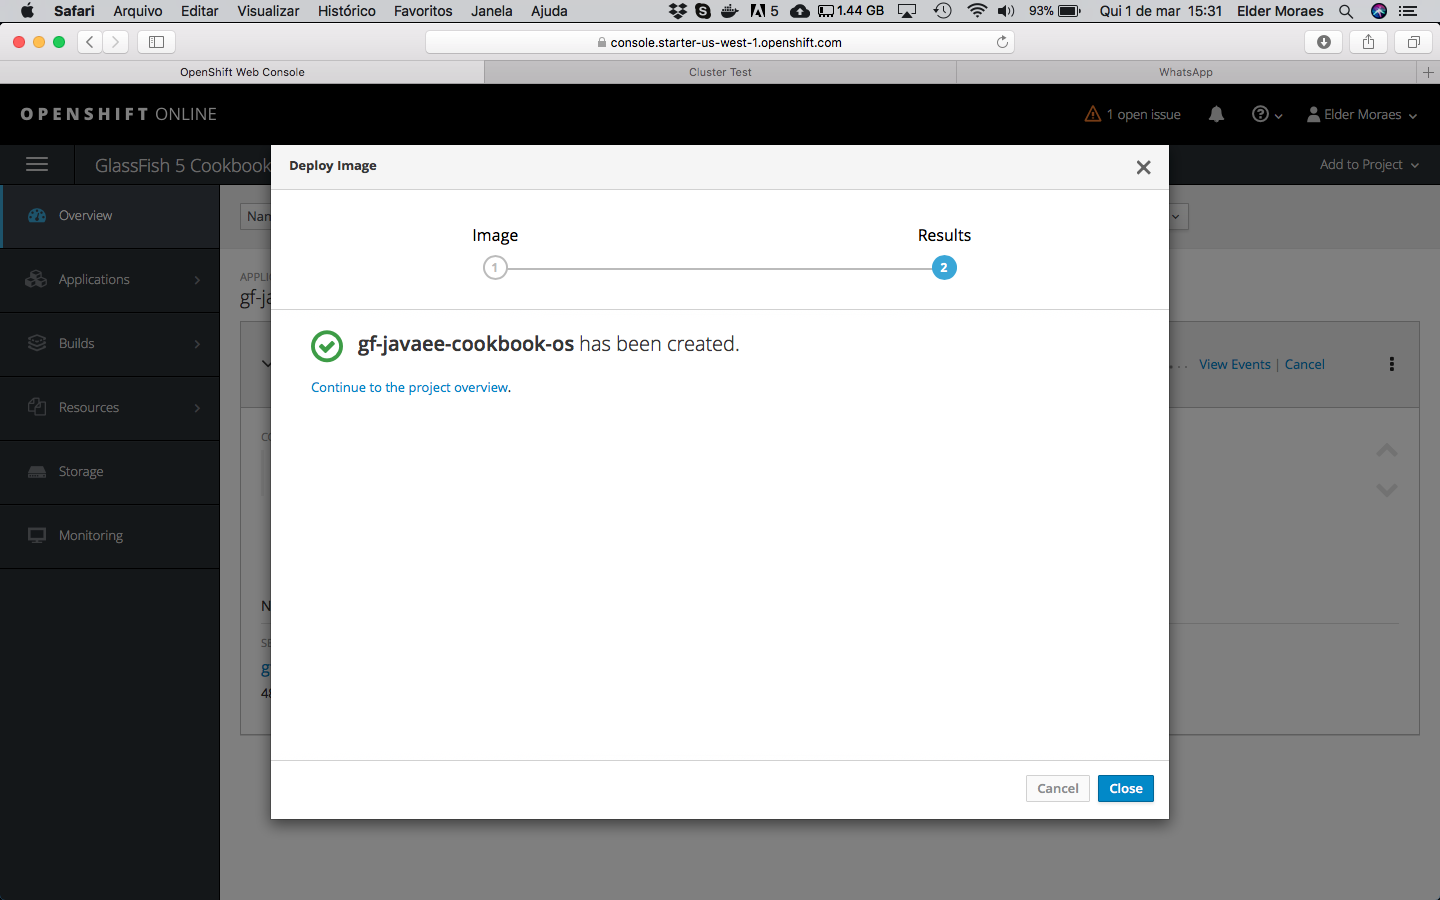 Safari Arquivo Editar Visualizar Histórico Favoritos Janela Ajuda 5 1.44 GB 93% Qui 1 de mar 15:31 Elder Moraes
console.starter-us-west-1.openshift.com
OpenShift Web Console Cluster Test WhatsApp
OPENSHIFT ONLINE 1 open issue Elder Moraes
GlassFish 5 Cookbook Add to Project
Deploy Image
Overview
Applications
Builds
Resources
Storage
Monitoring
Image Results
1 2
gf-javaee-cookbook-os has been created.
Continue to the project overview.
View Events | Cancel
Cancel Close